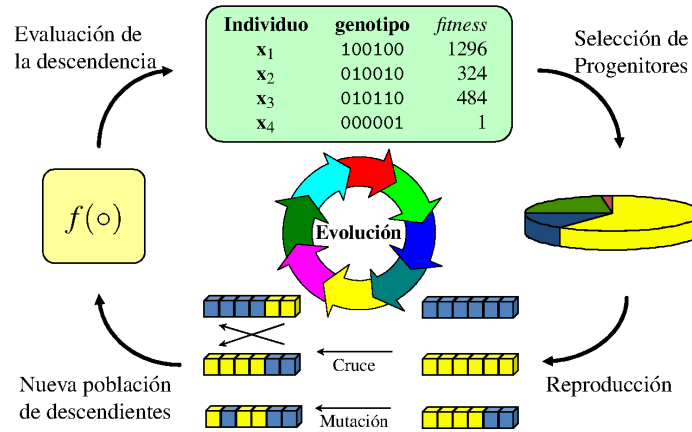 Evaluación de
la descendencia
Individuo genotipo fitness
x1 100100 1296
x2 010010 324
x3 010110 484
x4 000001 1
Selección de
Progenitores
f(∘)
Evolución
Cruce
Mutación
Nueva población
de descendientes
Reproducción